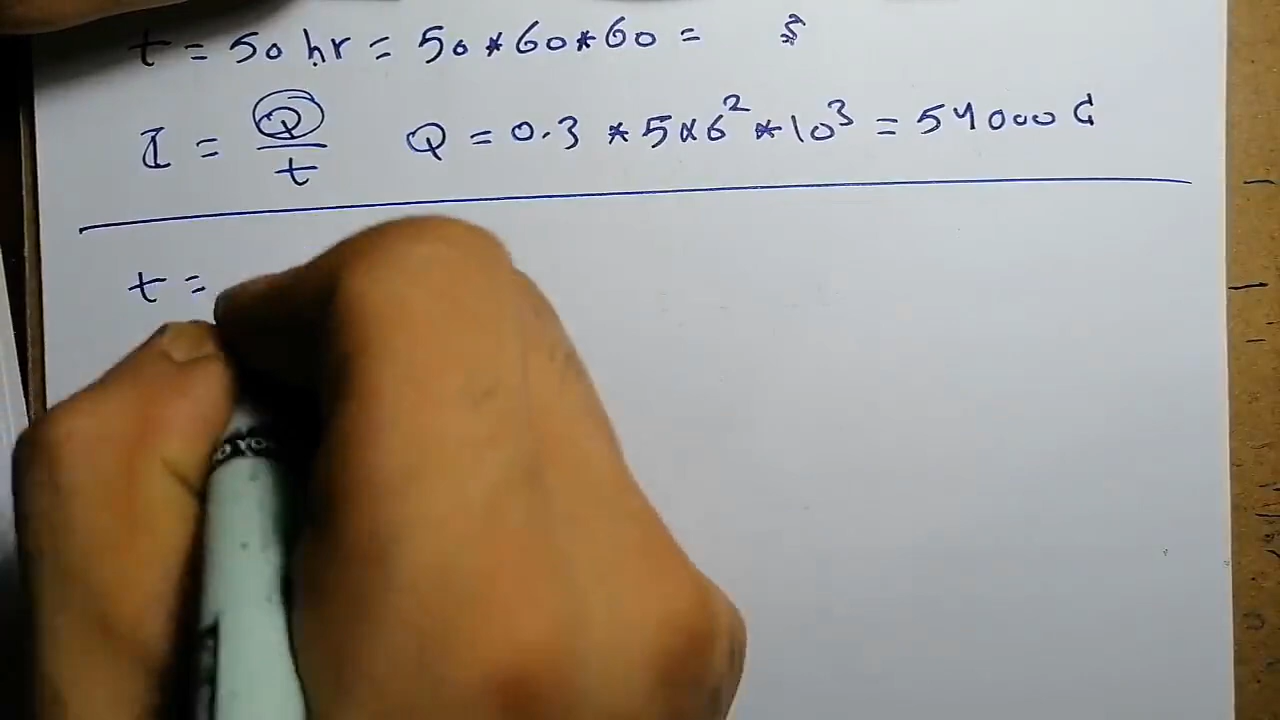 t = 50 hr = 50 * 60 * 60 = s
I = Q/t Q = 0.3 * 5 x 6² * 10³ = 54000 C
t =